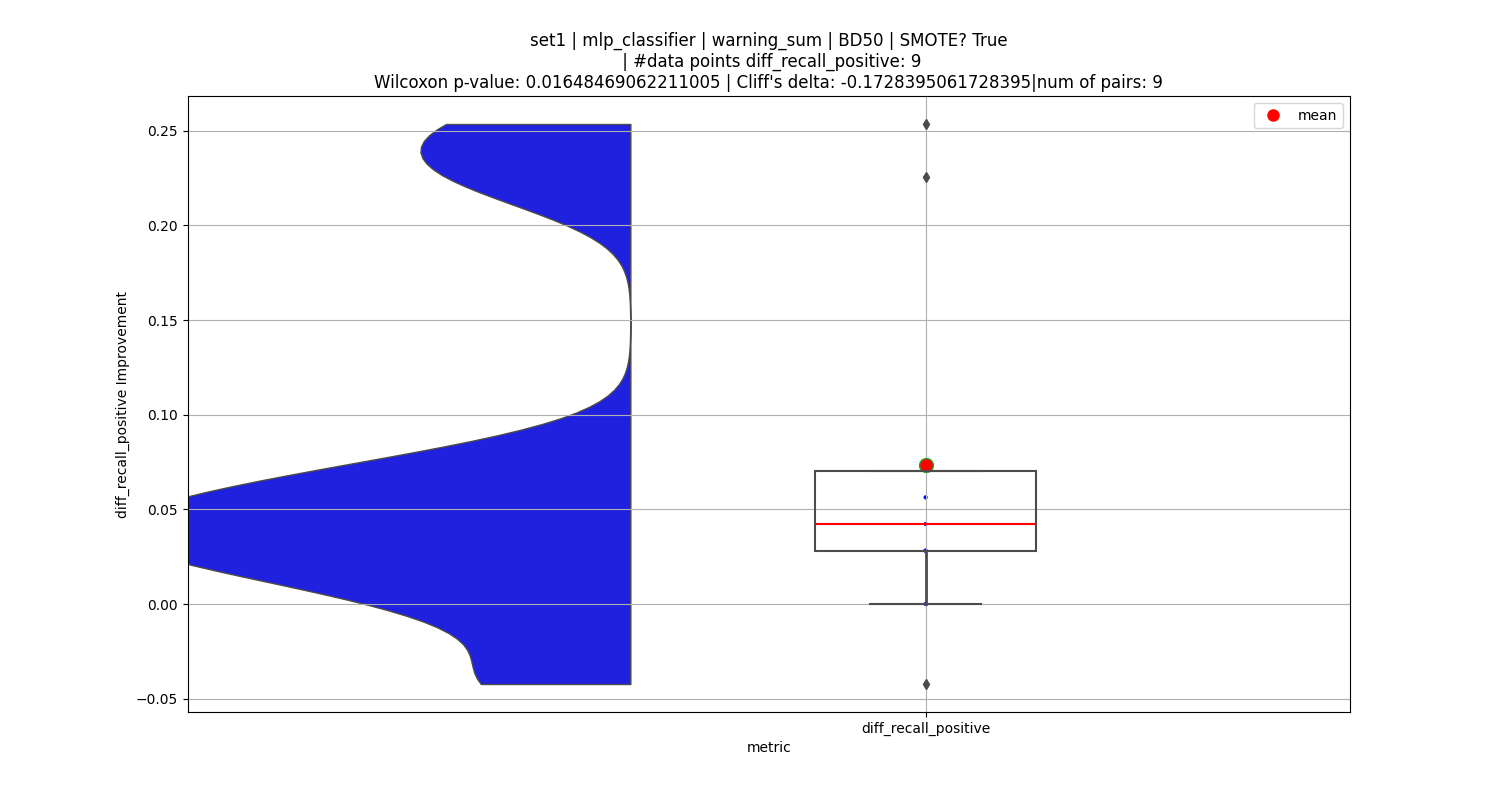 set1 | mlp_classifier | warning_sum | BD50 | SMOTE? True
| #data points diff_recall_positive: 9
Wilcoxon p-value: 0.01648469062211005 | Cliff's delta: -0.1728395061728395|num of pairs: 9
mean
0.25
0.20
0.15
0.10
0.05
0.00
−0.05
diff_recall_positive Improvement
diff_recall_positive
metric